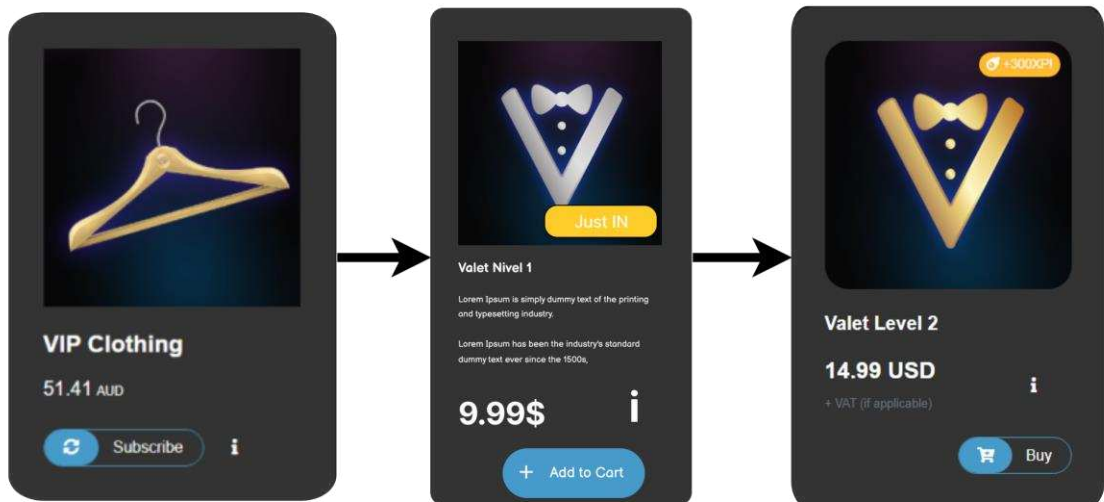 VIP Clothing
51.41 AUD
Subscribe
i
Just IN
Valet Nivel 1
Lorem Ipsum is simply dummy text of the printing
and typesetting industry.
Lorem Ipsum has been the industry's standard
dummy text ever since the 1500s,
9.99$
i
+ Add to Cart
+300XP!
Valet Level 2
14.99 USD
+ VAT (if applicable)
i
Buy